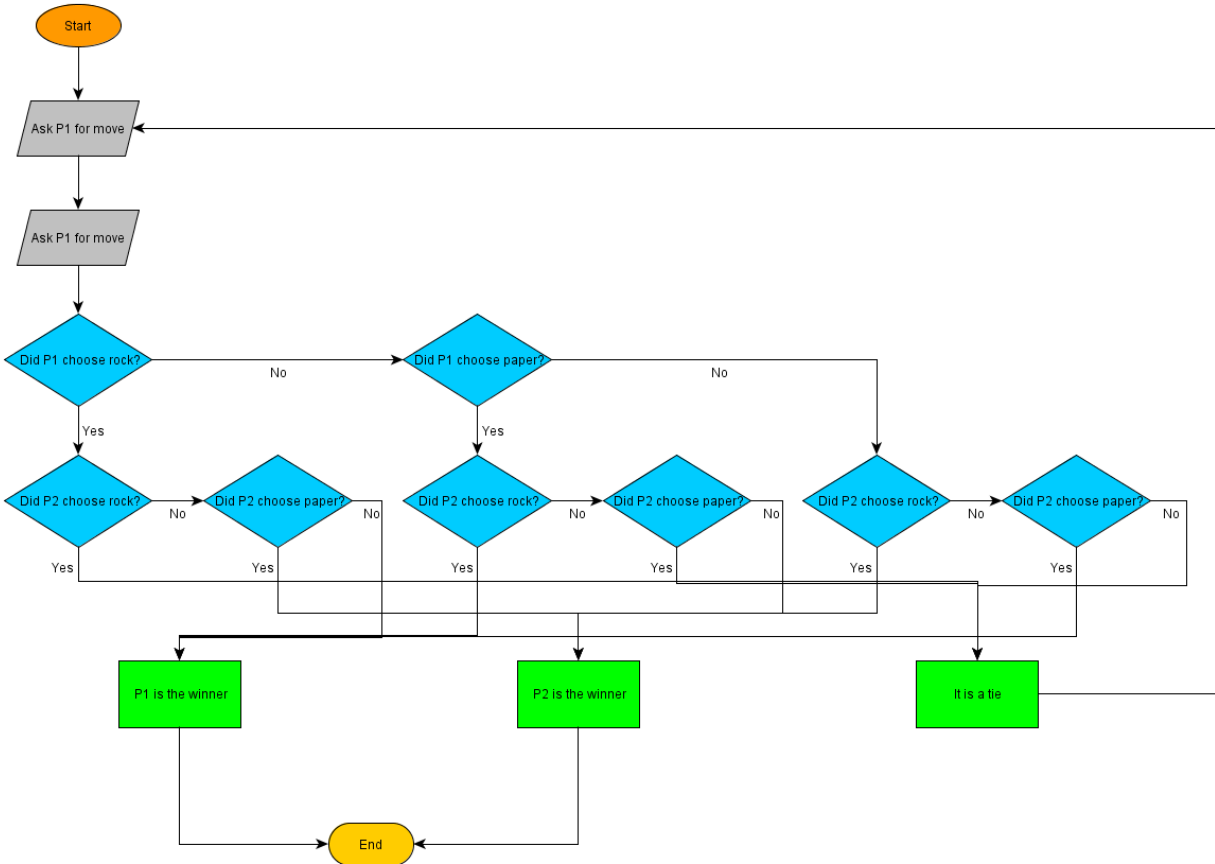 Start
Ask P1 for move
Ask P1 for move
Did P1 choose rock?
No
Did P1 choose paper?
No
Yes
Yes
Did P2 choose rock?
No
Did P2 choose paper?
No
Did P2 choose rock?
No
Did P2 choose paper?
No
Did P2 choose rock?
No
Did P2 choose paper?
No
Yes
Yes
Yes
Yes
Yes
Yes
P1 is the winner
P2 is the winner
It is a tie
End